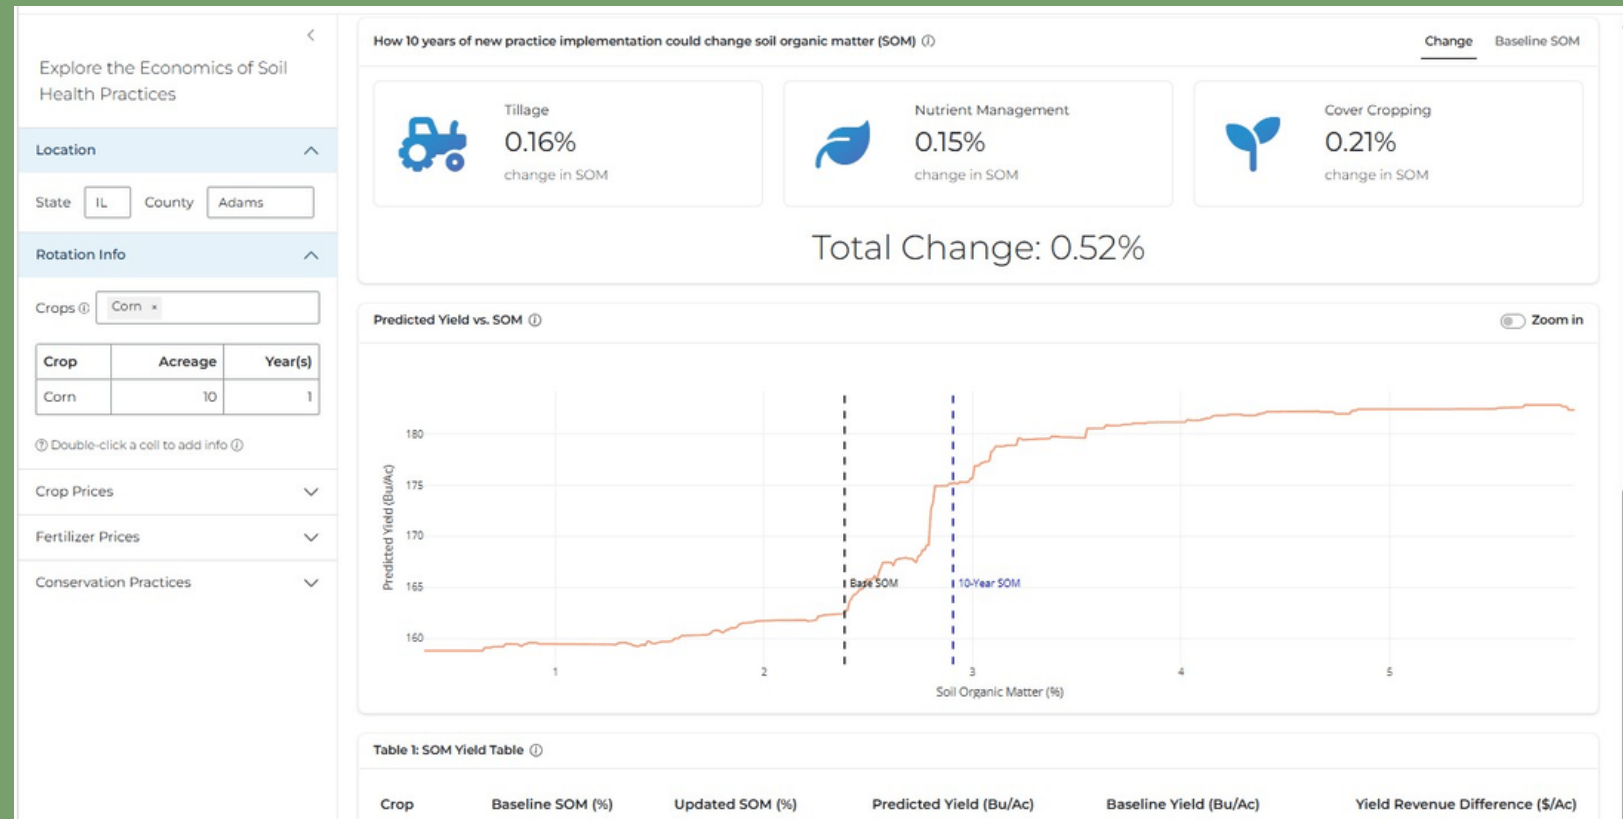 Explore the Economics of Soil
Health Practices
Location
State IL County Adams
Rotation Info
Crops Corn ×
Crop Acreage Year(s)
Corn 10 1
Double-click a cell to add info
Crop Prices
Fertilizer Prices
Conservation Practices
How 10 years of new practice implementation could change soil organic matter (SOM)
Change Baseline SOM
Tillage
0.16%
change in SOM
Nutrient Management
0.15%
change in SOM
Cover Cropping
0.21%
change in SOM
Total Change: 0.52%
Predicted Yield vs. SOM
Zoom in
Predicted Yield (Bu/Ac)
180
175
170
165
160
Base SOM
10-Year SOM
1 2 3 4 5
Soil Organic Matter (%)
Table 1: SOM Yield Table
Crop Baseline SOM (%) Updated SOM (%) Predicted Yield (Bu/Ac) Baseline Yield (Bu/Ac) Yield Revenue Difference ($/Ac)